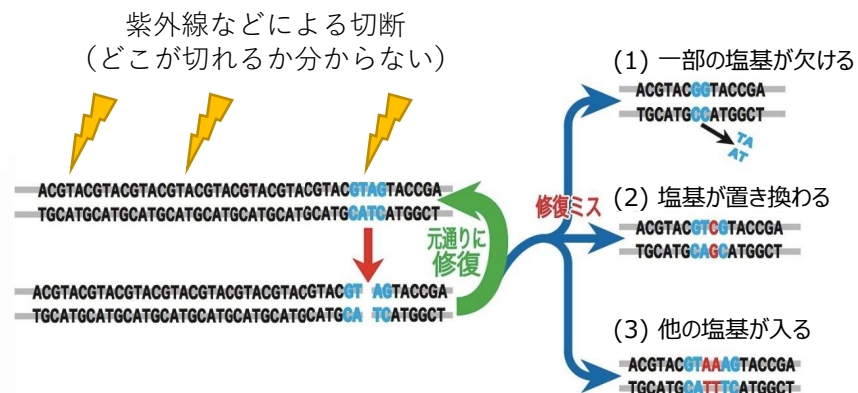 紫外線などによる切断
（どこが切れるか分からない）
ACGTACGTACGTACGTACGTACGTACGTACGTAGTACCGA
TGCATGCATGCATGCATGCATGCATGCATGCATCATGGCT
元通りに
修復
ACGTACGTACGTACGTACGTACGTACGTACGT AGTACCGA
TGCATGCATGCATGCATGCATGCATGCATGCA TCATGGCT
修復ミス
(1) 一部の塩基が欠ける
ACGTACGGTACCGA
TGCATGCCATGGCT
TA
AT
(2) 塩基が置き換わる
ACGTACGTCGTACCGA
TGCATGCAGCATGGCT
(3) 他の塩基が入る
ACGTACGTAAAGTACCGA
TGCATGCATTTCATGGCT